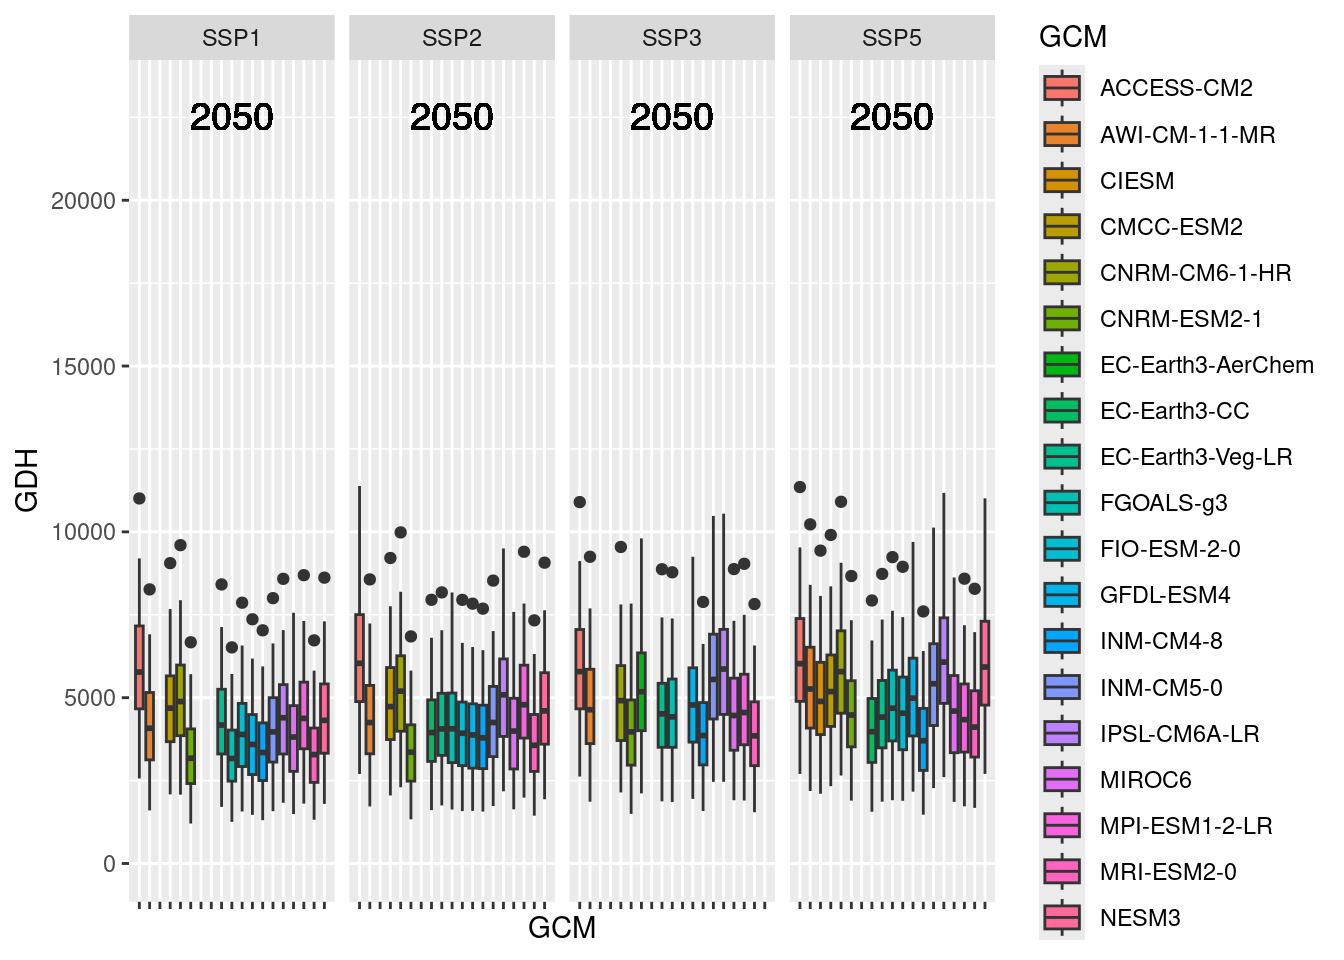 SSP1 SSP2 SSP3 SSP5
2050 2050 2050 2050
20000
15000
10000
5000
0
GDH
GCM
GCM
ACCESS-CM2
AWI-CM-1-1-MR
CIESM
CMCC-ESM2
CNRM-CM6-1-HR
CNRM-ESM2-1
EC-Earth3-AerChem
EC-Earth3-CC
EC-Earth3-Veg-LR
FGOALS-g3
FIO-ESM-2-0
GFDL-ESM4
INM-CM4-8
INM-CM5-0
IPSL-CM6A-LR
MIROC6
MPI-ESM1-2-LR
MRI-ESM2-0
NESM3